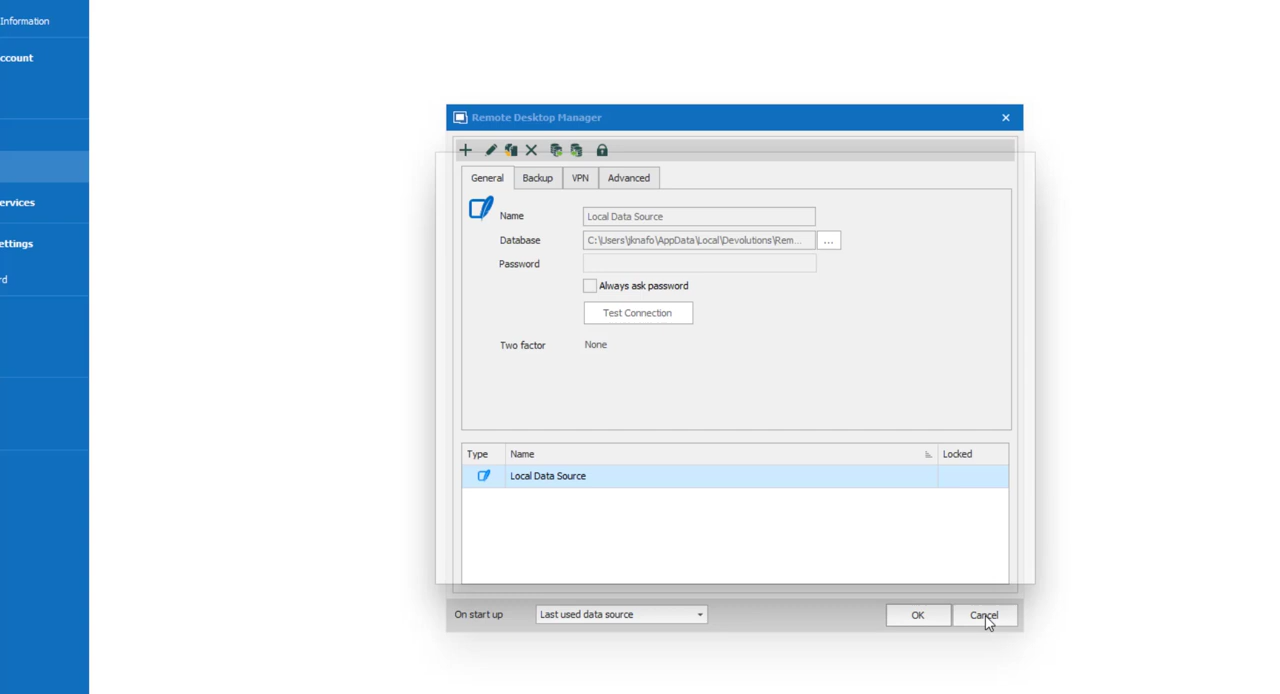 Information
ccount
ervices
ettings
rd
Remote Desktop Manager
General Backup VPN Advanced
Name Local Data Source
Database C:\Users\jknafo\AppData\Local\Devolutions\Rem... ...
Password
Always ask password
Test Connection
Two factor None
Type Name Locked
Local Data Source
On start up Last used data source OK Cancel